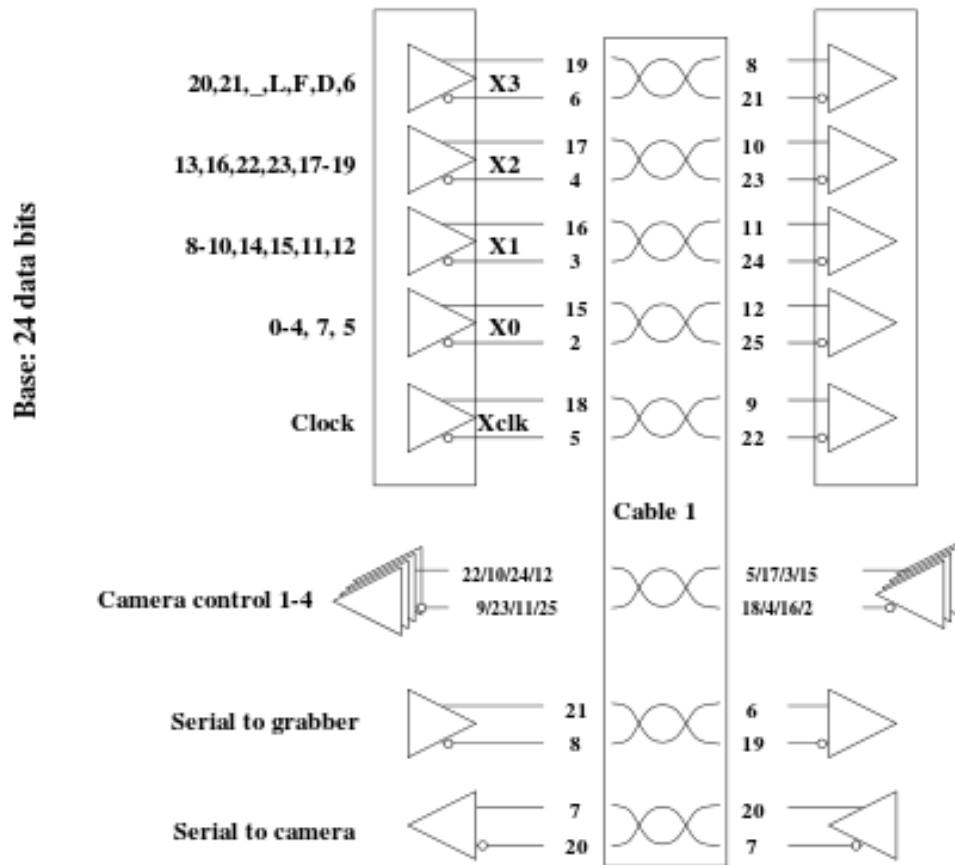 Base: 24 data bits
20,21,_,L,F,D,6 X3 19 8
6 21
13,16,22,23,17-19 X2 17 10
4 23
8-10,14,15,11,12 X1 16 11
3 24
0-4, 7, 5 X0 15 12
2 25
Clock Xclk 18 9
5 22
Cable 1
Camera control 1-4 22/10/24/12 5/17/3/15
9/23/11/25 18/4/16/2
Serial to grabber 21 6
8 19
Serial to camera 7 20
20 7